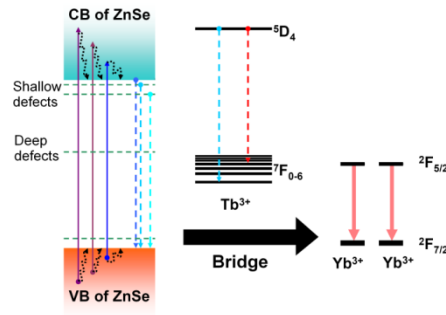 CB of ZnSe
Shallow
defects
Deep
defects
VB of ZnSe
⁵D₄
⁷F₀₋₆
Tb³⁺
Bridge
²F₅/₂
²F₇/₂
Yb³⁺ Yb³⁺